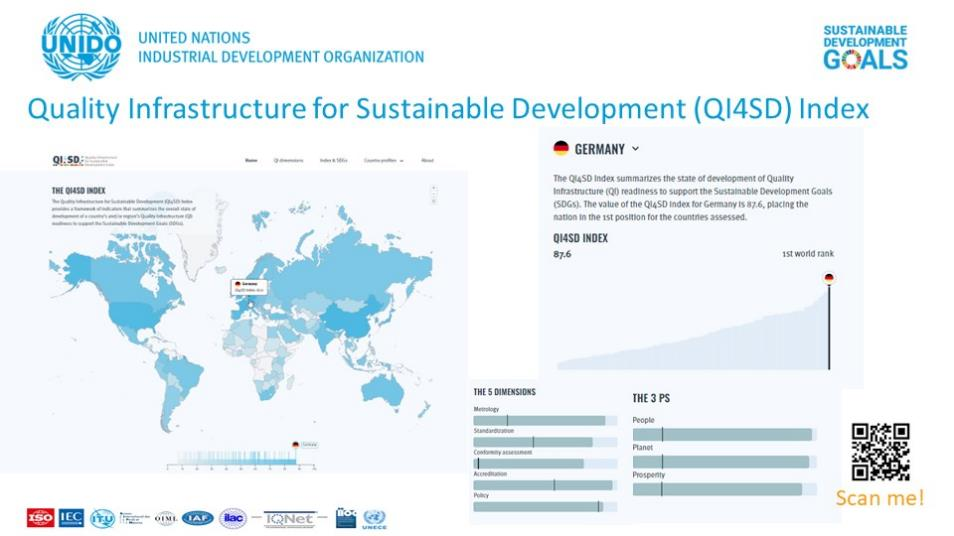 UNIDO
UNITED NATIONS
INDUSTRIAL DEVELOPMENT ORGANIZATION
SUSTAINABLE
DEVELOPMENT
GOALS
Quality Infrastructure for Sustainable Development (QI4SD) Index
QI4SD
Home QI dimensions Index & SDGs Country profiles About
THE QI4SD INDEX
The Quality Infrastructure for Sustainable Development (QI4SD) Index
provides a framework of indicators that summarizes the overall state of
development of a country's and/or region's Quality Infrastructure (QI)
readiness to support the Sustainable Development Goals (SDGs).
Germany
Germany
GERMANY
The QI4SD Index summarizes the state of development of Quality
Infrastructure (QI) readiness to support the Sustainable Development Goals
(SDGs). The value of the QI4SD Index for Germany is 87.6, placing the
nation in the 1st position for the countries assessed.
QI4SD INDEX
87.6 1st world rank
THE 5 DIMENSIONS
Metrology
Standardization
Conformity assessment
Accreditation
Policy
THE 3 PS
People
Planet
Prosperity
Scan me!
ISO IEC ITU OIML IAF ilac IQNet UNECE